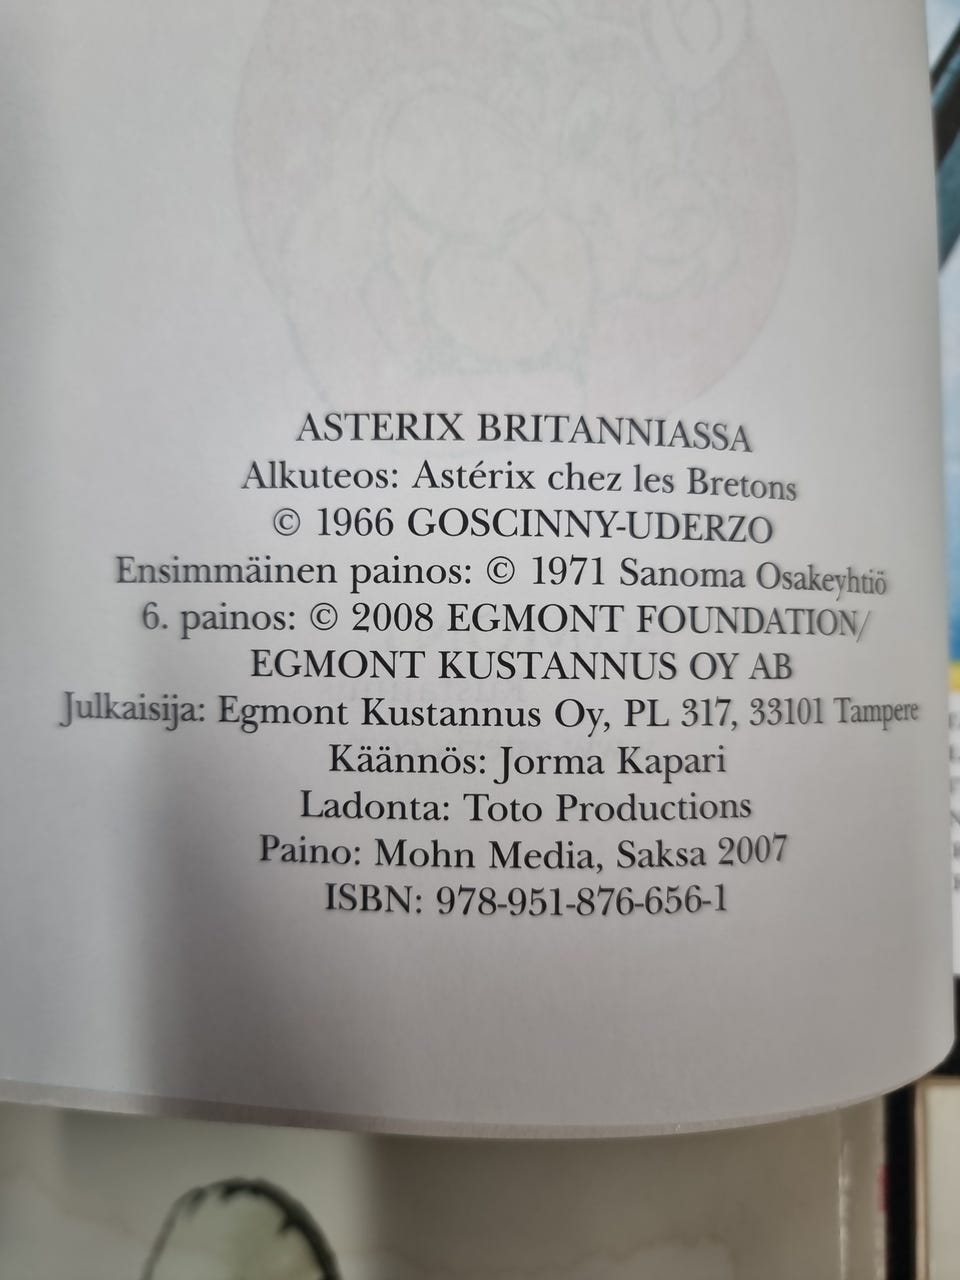 ASTERIX BRITANNIASSA
Alkuteos: Astérix chez les Bretons
© 1966 GOSCINNY-UDERZO
Ensimmäinen painos: © 1971 Sanoma Osakeyhtiö
6. painos: © 2008 EGMONT FOUNDATION/
EGMONT KUSTANNUS OY AB
Julkaisija: Egmont Kustannus Oy, PL 317, 33101 Tampere
Käännös: Jorma Kapari
Ladonta: Toto Productions
Paino: Mohn Media, Saksa 2007
ISBN: 978-951-876-656-1